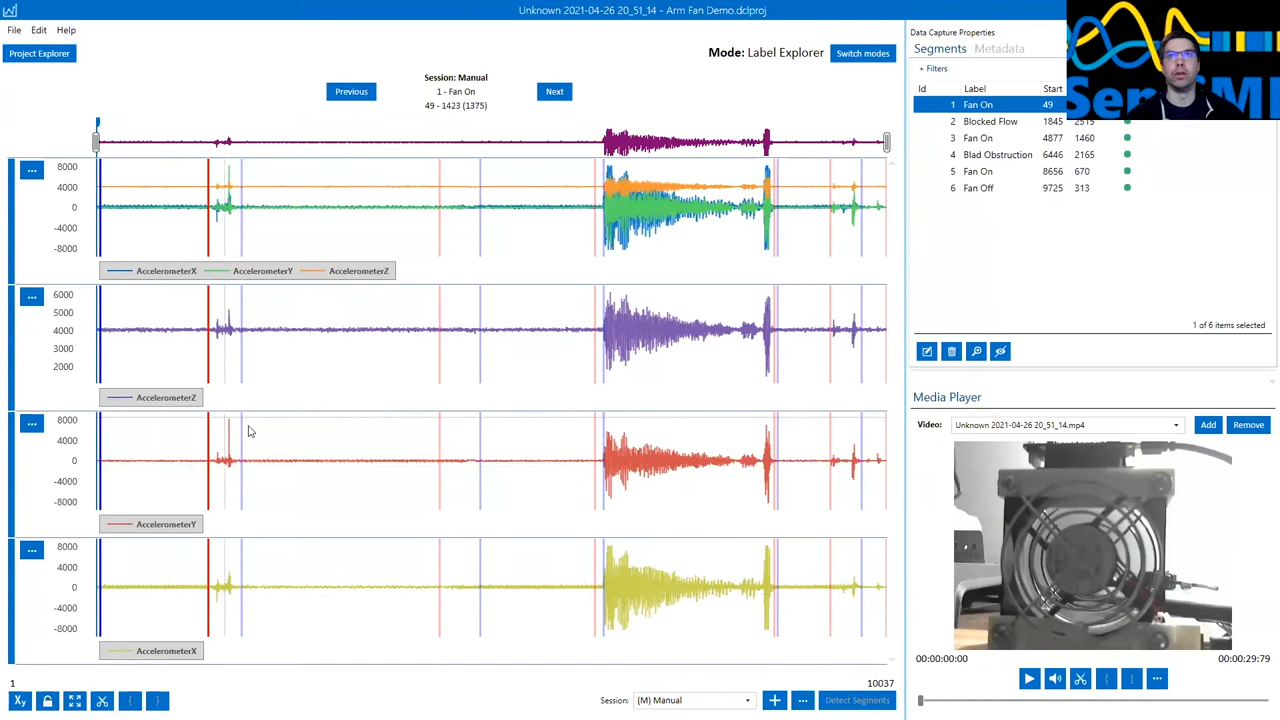 Unknown 2021-04-26 20_51_14 - Arm Fan Demo.dclproj
File Edit Help
Project Explorer
Mode: Label Explorer
Switch modes
Session: Manual
Previous
1 - Fan On
Next
49 - 1423 (1375)
8000
4000
0
-4000
-8000
AccelerometerX AccelerometerY AccelerometerZ
6000
5000
4000
3000
2000
AccelerometerZ
8000
4000
0
-4000
-8000
AccelerometerY
8000
4000
0
-4000
-8000
AccelerometerX
1
10037
Session: (M) Manual
Detect Segments
Data Capture Properties
Segments Metadata
+ Filters
Id Label Start
1 Fan On 49
2 Blocked Flow 1845 2515
3 Fan On 4877 1460
4 Blad Obstruction 6446 2165
5 Fan On 8656 670
6 Fan Off 9725 313
1 of 6 items selected
Media Player
Video: Unknown 2021-04-26 20_51_14.mp4 Add Remove
00:00:00:00
00:00:29:79